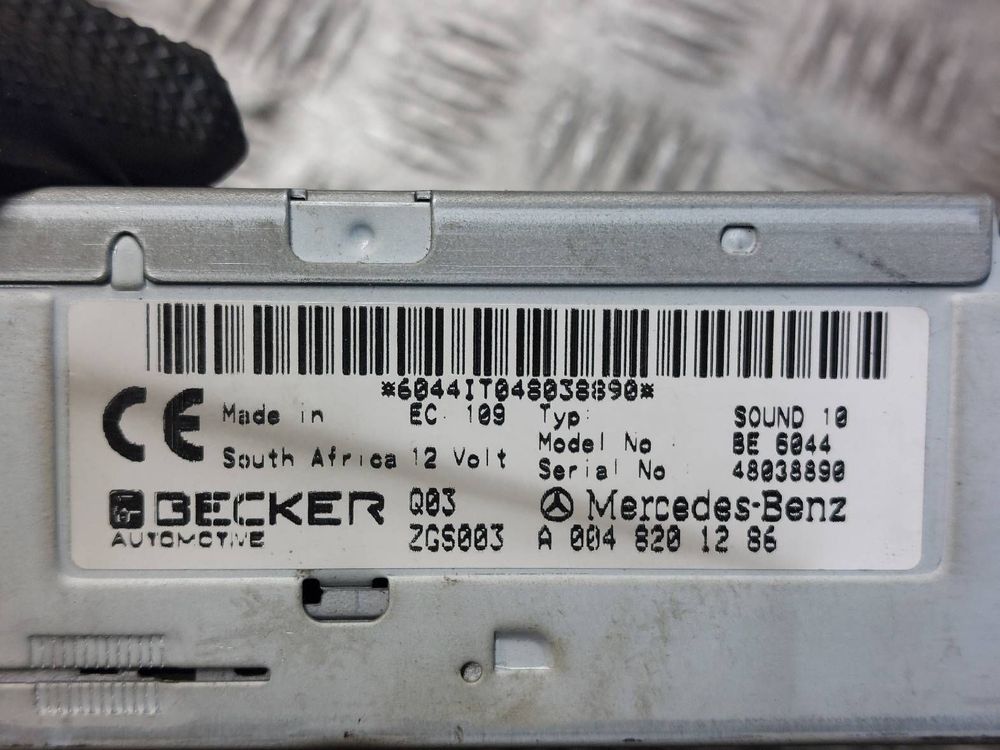 *6044IT048038890*
CE Made in EC 109 Typ: SOUND 10
Model No : BE 6044
South Africa 12 Volt Serial No : 48038890
BECKER Q03 Mercedes-Benz
AUTOMOTIVE ZGS003 A 004 820 12 86